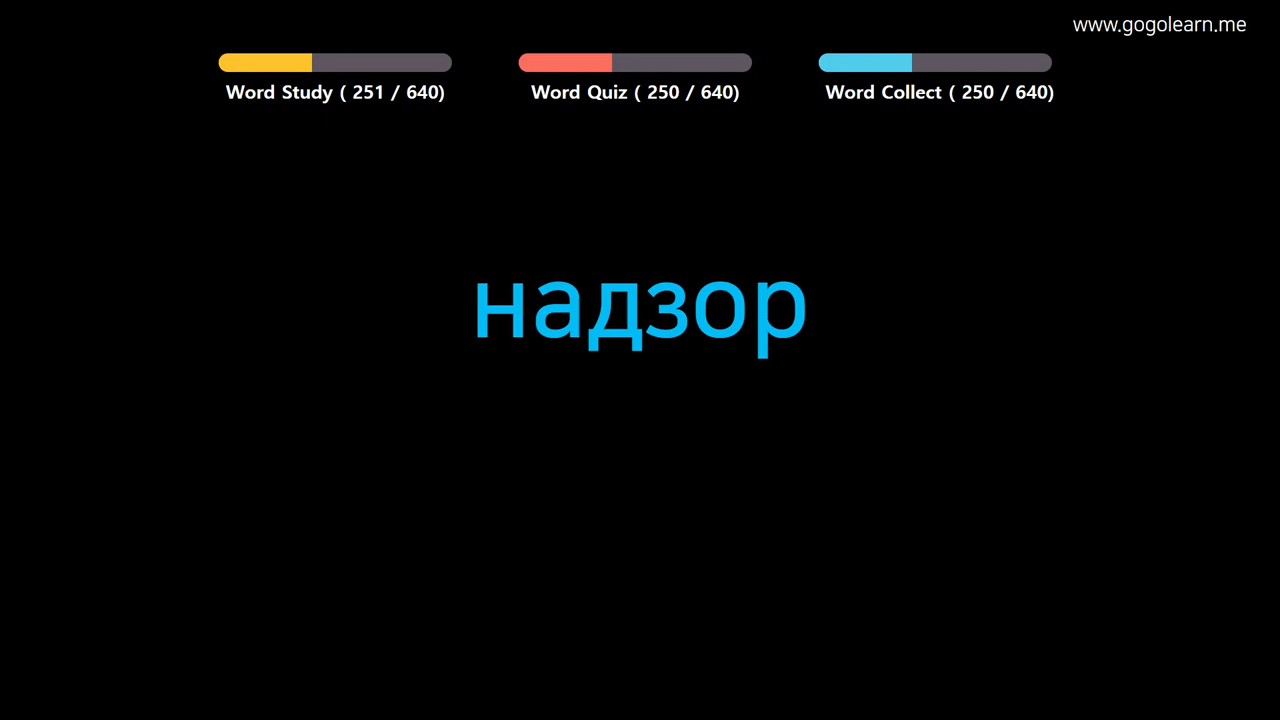 www.gogolearn.me
Word Study ( 251 / 640)
Word Quiz ( 250 / 640)
Word Collect ( 250 / 640)
надзор